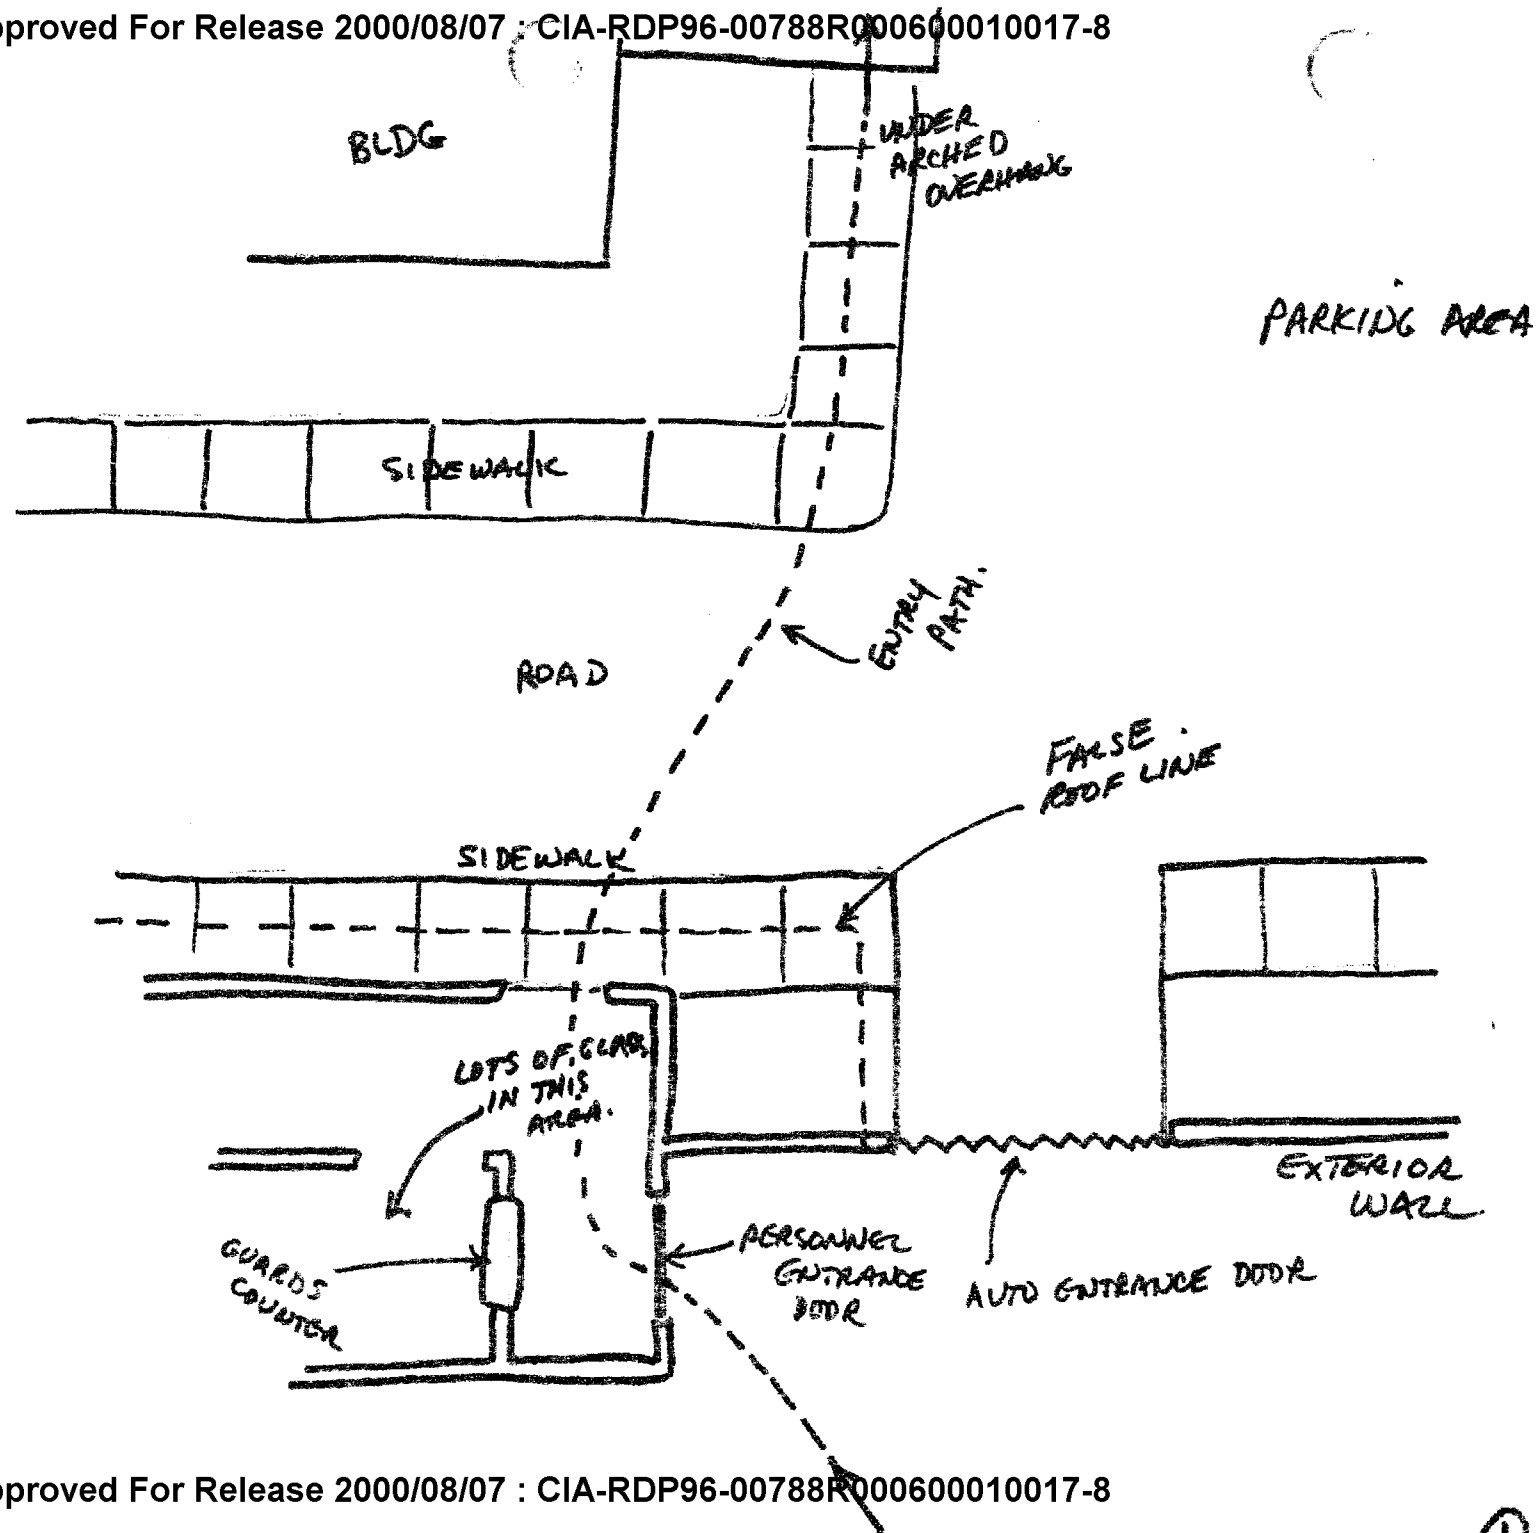 pproved For Release 2000/08/07 : CIA-RDP96-00788R000600010017-8
BLDG
UNDER
ARCHED
OVERHANG
PARKING AREA
SIDEWALK
ENTRY
PATH.
ROAD
FALSE
ROOF LINE
SIDEWALK
LOTS OF GLASS
IN THIS
AREA.
EXTERIOR
WALL
GUARDS
COUNTER
PERSONNEL
ENTRANCE
DOOR
AUTO ENTRANCE DOOR
pproved For Release 2000/08/07 : CIA-RDP96-00788R000600010017-8